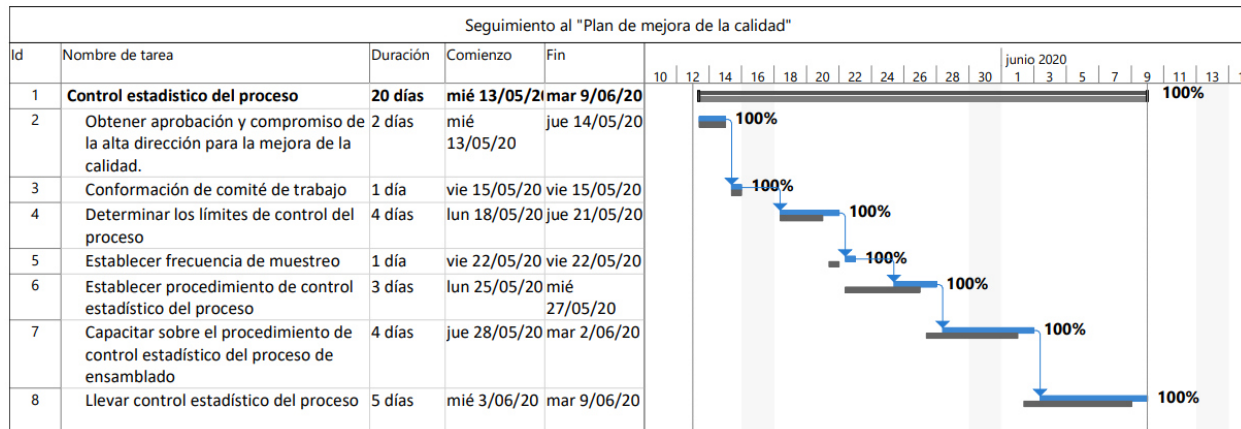 Seguimiento al "Plan de mejora de la calidad"
Id Nombre de tarea Duración Comienzo Fin
junio 2020
10 12 14 16 18 20 22 24 26 28 30 1 3 5 7 9 11 13 1
1 Control estadistico del proceso 20 días mié 13/05/20 mar 9/06/20 100%
2 Obtener aprobación y compromiso de 2 días mié jue 14/05/20 100%
la alta dirección para la mejora de la 13/05/20
calidad.
3 Conformación de comité de trabajo 1 día vie 15/05/20 vie 15/05/20 100%
4 Determinar los límites de control del 4 días lun 18/05/20 jue 21/05/20 100%
proceso
5 Establecer frecuencia de muestreo 1 día vie 22/05/20 vie 22/05/20 100%
6 Establecer procedimiento de control 3 días lun 25/05/20 mié 100%
estadístico del proceso 27/05/20
7 Capacitar sobre el procedimiento de 4 días jue 28/05/20 mar 2/06/20 100%
control estadístico del proceso de
ensamblado
8 Llevar control estadístico del proceso 5 días mié 3/06/20 mar 9/06/20 100%